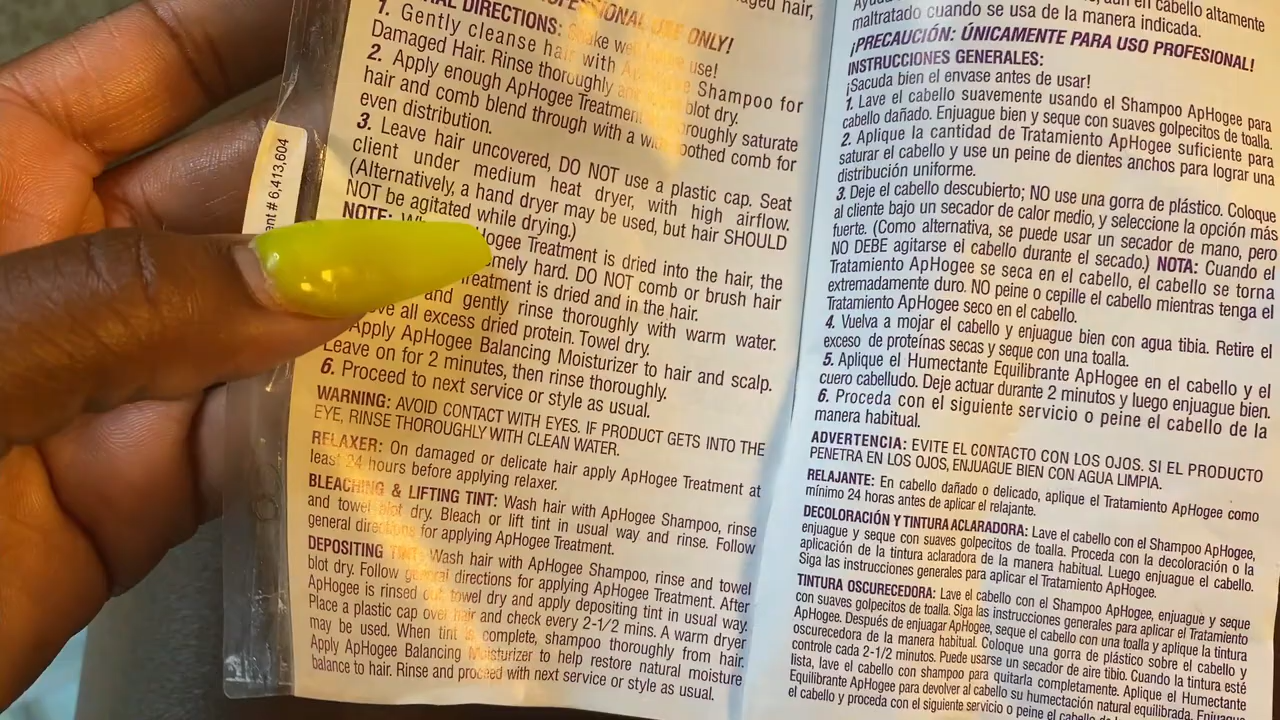 ent # 6,413,604
aged hair,
PROFESSIONAL USE ONLY!
RAL DIRECTIONS: Shake well before use!
1. Gently cleanse hair with ApHogee Shampoo for
Damaged Hair. Rinse thoroughly and blot dry.
2. Apply enough ApHogee Treatment thoroughly saturate
hair and comb blend through with a wide toothed comb for
even distribution.
3. Leave hair uncovered, DO NOT use a plastic cap. Seat
client under medium heat dryer, with high airflow.
(Alternatively, a hand dryer may be used, but hair SHOULD
NOT be agitated while drying.)
NOTE: Wh
ogee Treatment is dried into the hair, the
mely hard. DO NOT comb or brush hair
reatment is dried and in the hair.
and gently rinse thoroughly with warm water.
ve all excess dried protein. Towel dry.
Apply ApHogee Balancing Moisturizer to hair and scalp.
Leave on for 2 minutes, then rinse thoroughly.
6. Proceed to next service or style as usual.
WARNING: AVOID CONTACT WITH EYES. IF PRODUCT GETS INTO THE
EYE, RINSE THOROUGHLY WITH CLEAN WATER.
RELAXER: On damaged or delicate hair apply ApHogee Treatment at
least 24 hours before applying relaxer.
BLEACHING & LIFTING TINT: Wash hair with ApHogee Shampoo, rinse
and towel blot dry. Bleach or lift tint in usual way and rinse. Follow
general directions for applying ApHogee Treatment.
DEPOSITING TINT: Wash hair with ApHogee Shampoo, rinse and towel
blot dry. Follow general directions for applying ApHogee Treatment. After
ApHogee is rinsed out towel dry and apply depositing tint in usual way.
Place a plastic cap over hair and check every 2-1/2 mins. A warm dryer
may be used. When tint is complete, shampoo thoroughly from hair.
Apply ApHogee Balancing Moisturizer to help restore natural moisture
balance to hair. Rinse and proceed with next service or style as usual.
aún en cabello altamente
maltratado cuando se usa de la manera indicada.
¡PRECAUCIÓN: ÚNICAMENTE PARA USO PROFESIONAL!
INSTRUCCIONES GENERALES:
¡Sacuda bien el envase antes de usar!
1. Lave el cabello suavemente usando el Shampoo ApHogee para
cabello dañado. Enjuague bien y seque con suaves golpecitos de toalla.
2. Aplique la cantidad de Tratamiento ApHogee suficiente para
saturar el cabello y use un peine de dientes anchos para lograr una
distribución uniforme.
3. Deje el cabello descubierto; NO use una gorra de plástico. Coloque
al cliente bajo un secador de calor medio, y seleccione la opción más
fuerte. (Como alternativa, se puede usar un secador de mano, pero
NO DEBE agitarse el cabello durante el secado.) NOTA: Cuando el
Tratamiento ApHogee se seca en el cabello, el cabello se torna
extremadamente duro. NO peine o cepille el cabello mientras tenga el
Tratamiento ApHogee seco en el cabello.
4. Vuelva a mojar el cabello y enjuague bien con agua tibia. Retire el
exceso de proteínas secas y seque con una toalla.
5. Aplique el Humectante Equilibrante ApHogee en el cabello y el
cuero cabelludo. Deje actuar durante 2 minutos y luego enjuague bien.
6. Proceda con el siguiente servicio o peine el cabello de la
manera habitual.
ADVERTENCIA: EVITE EL CONTACTO CON LOS OJOS. SI EL PRODUCTO
PENETRA EN LOS OJOS, ENJUAGUE BIEN CON AGUA LIMPIA.
RELAJANTE: En cabello dañado o delicado, aplique el Tratamiento ApHogee como
mínimo 24 horas antes de aplicar el relajante.
DECOLORACIÓN Y TINTURA ACLARADORA: Lave el cabello con el Shampoo ApHogee,
enjuague y seque con suaves golpecitos de toalla. Proceda con la decoloración o la
aplicación de la tintura aclaradora de la manera habitual. Luego enjuague el cabello.
Siga las instrucciones generales para aplicar el Tratamiento ApHogee.
TINTURA OSCURECEDORA: Lave el cabello con el Shampoo ApHogee, enjuague y seque
con suaves golpecitos de toalla. Siga las instrucciones generales para aplicar el Tratamiento
ApHogee. Después de enjuagar ApHogee, seque el cabello con una toalla y aplique la tintura
oscurecedora de la manera habitual. Coloque una gorra de plástico sobre el cabello y
controle cada 2-1/2 minutos. Puede usarse un secador de aire tibio. Cuando la tintura esté
lista, lave el cabello con shampoo para quitarla completamente. Aplique el Humectante
Equilibrante ApHogee para devolver al cabello su humectación natural equilibrada. Enjuague
el cabello y proceda con el siguiente servicio o peine el cabello de la